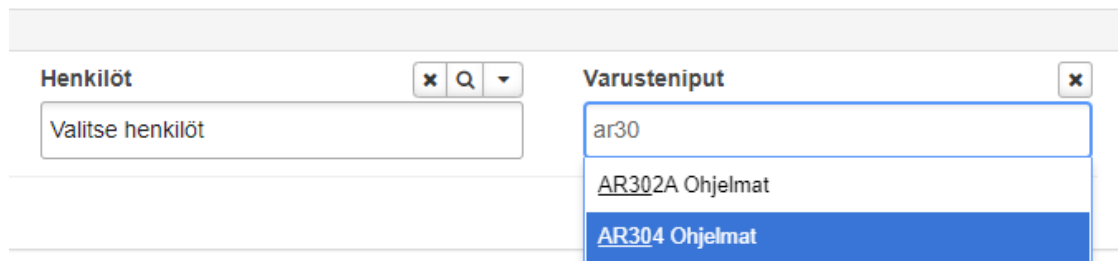 Henkilöt
Varusteniput
Valitse henkilöt
ar30
AR302A Ohjelmat
AR304 Ohjelmat